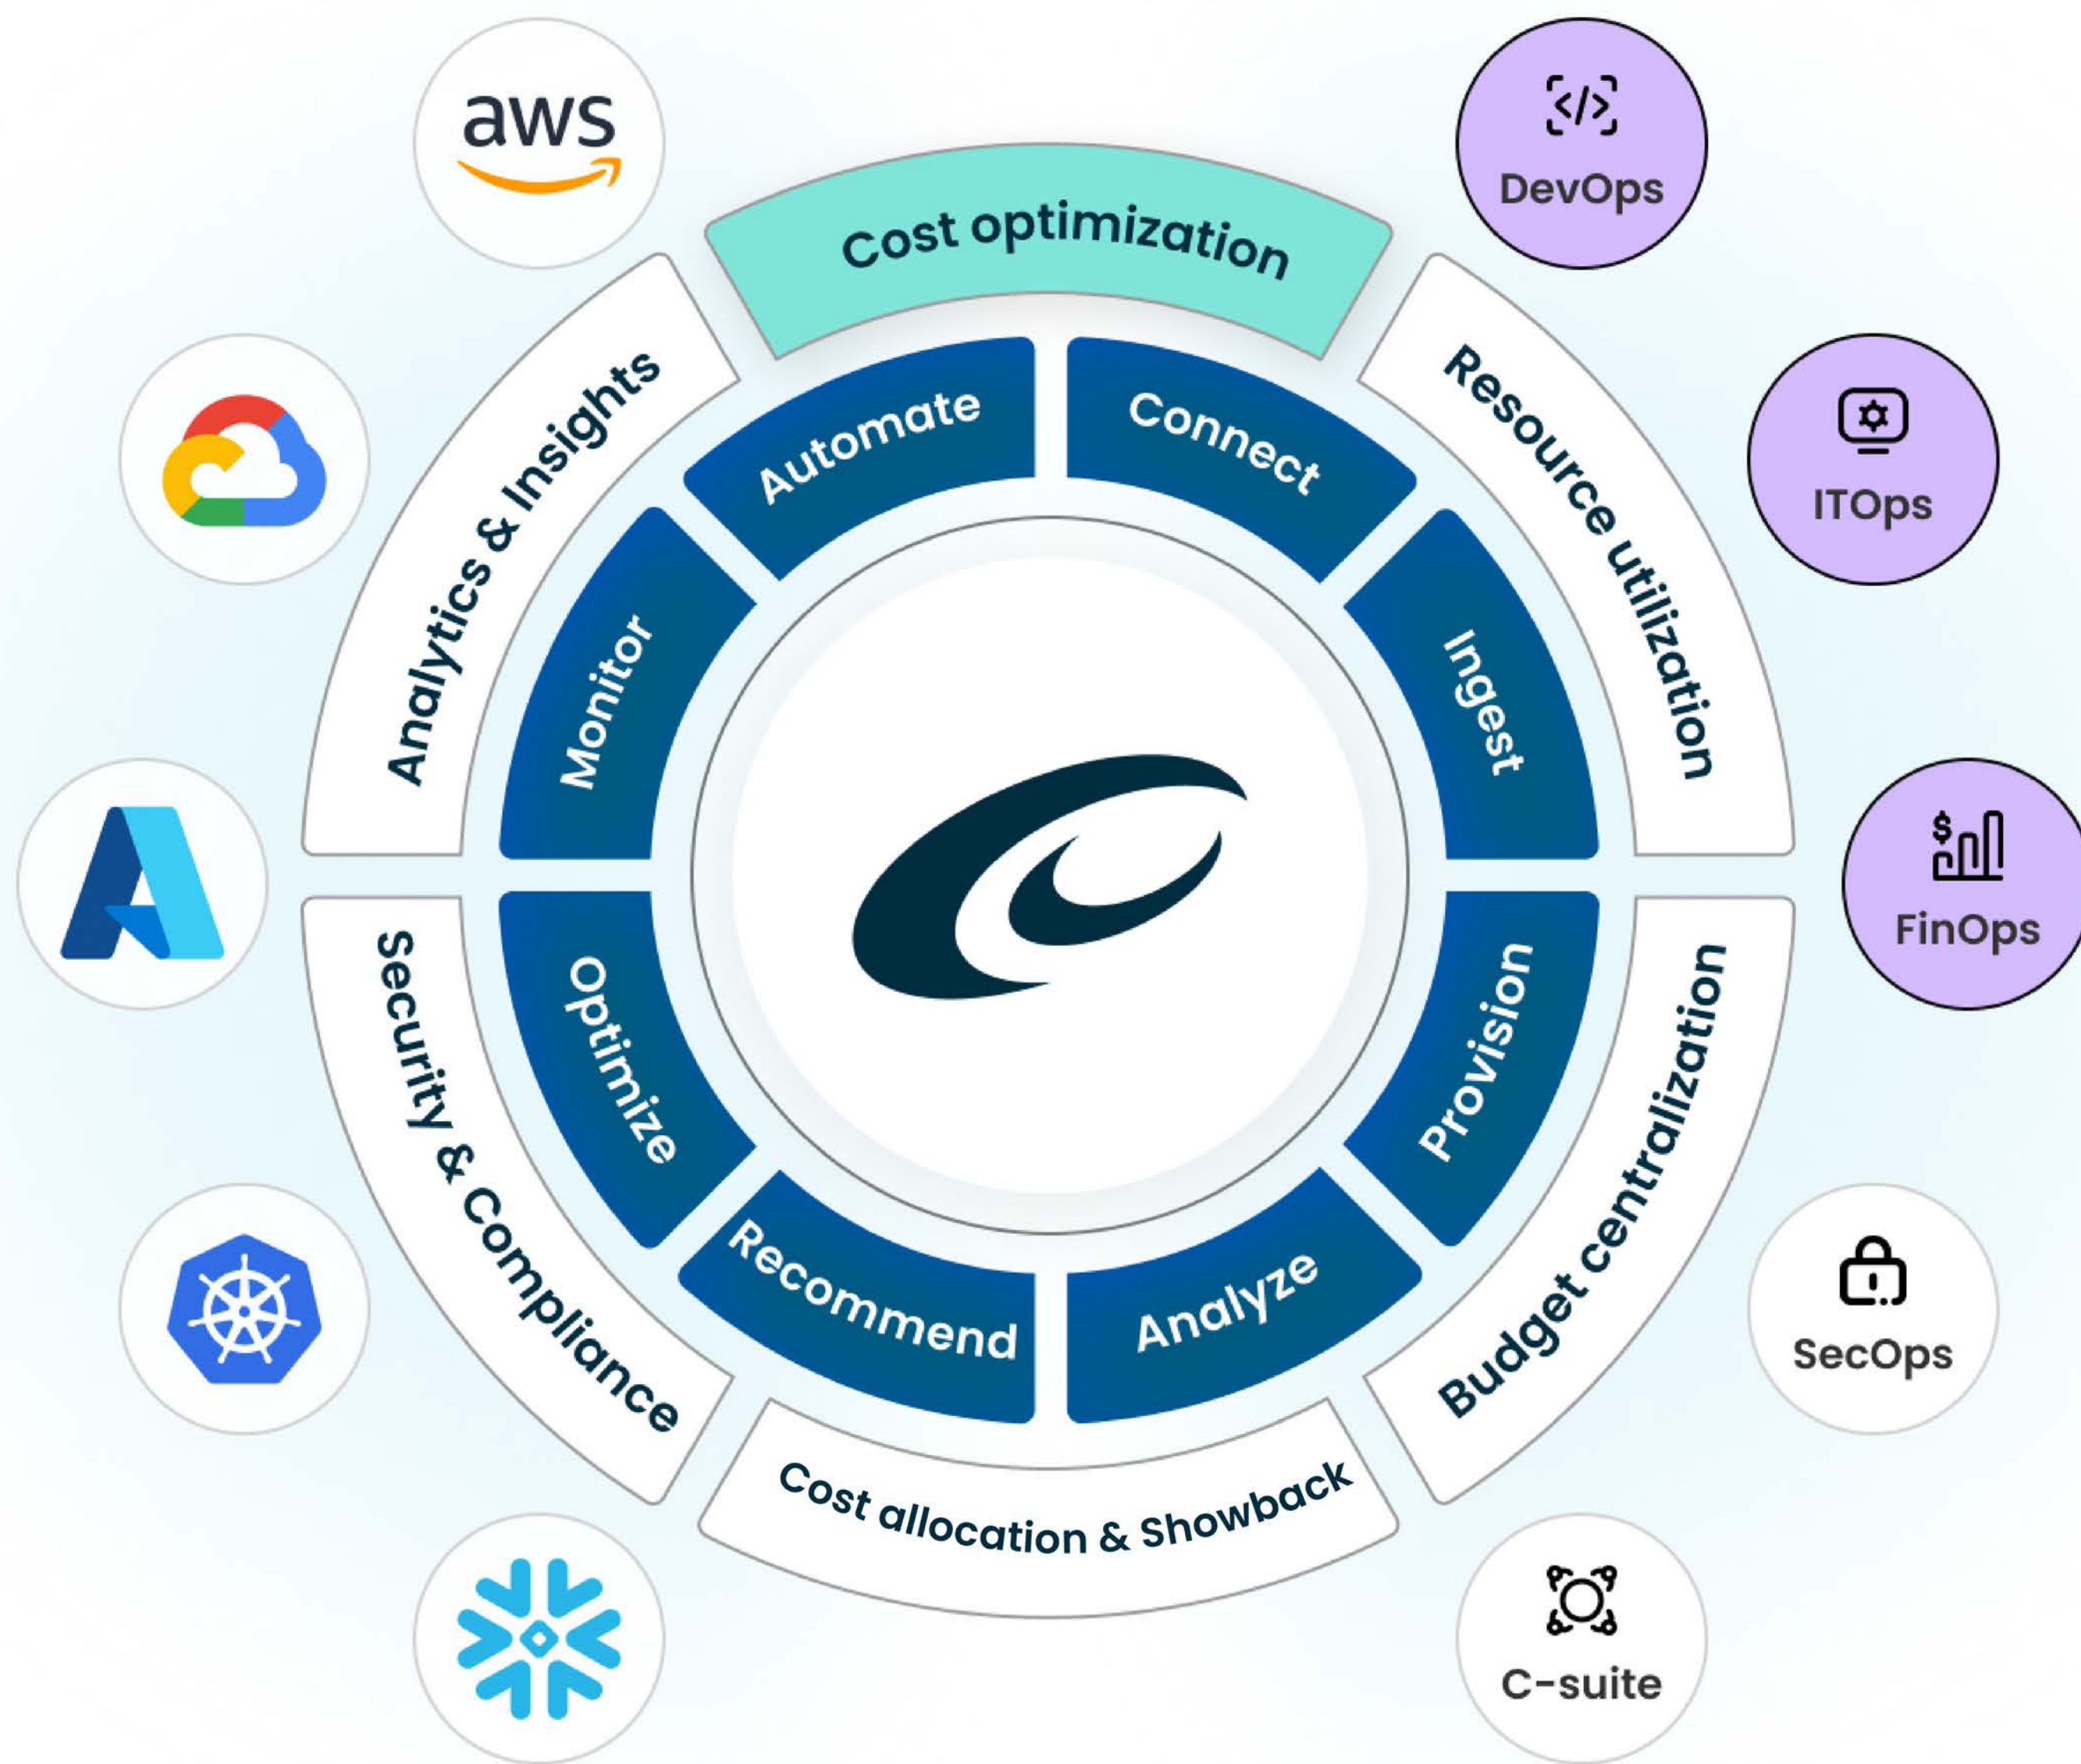 aws
DevOps
Cost optimization
Analytics & Insights
Resource utilization
Automate
Connect
ITOps
Monitor
Ingest
FinOps
Optimize
Provision
Security & Compliance
Budget centralization
Recommend
Analyze
SecOps
Cost allocation & Showback
C-suite